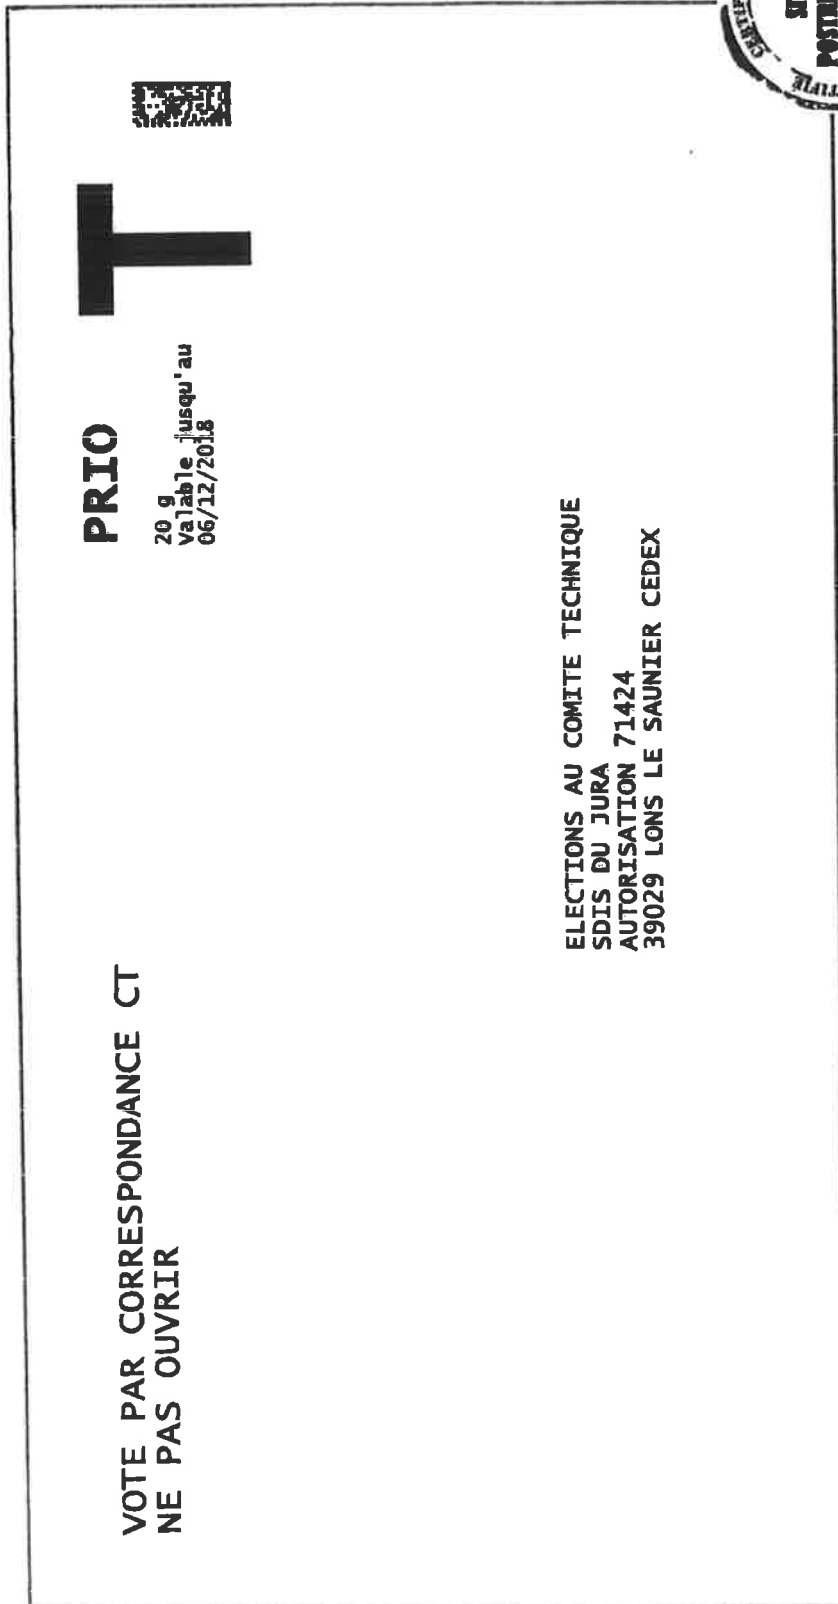 VOTE PAR CORRESPONDANCE CT
NE PAS OUVRIR
PRIO
T
20 g
Valable jusqu'au
06/12/2018
ELECTIONS AU COMITE TECHNIQUE
SDIS DU JURA
AUTORISATION 71424
39029 LONS LE SAUNIER CEDEX